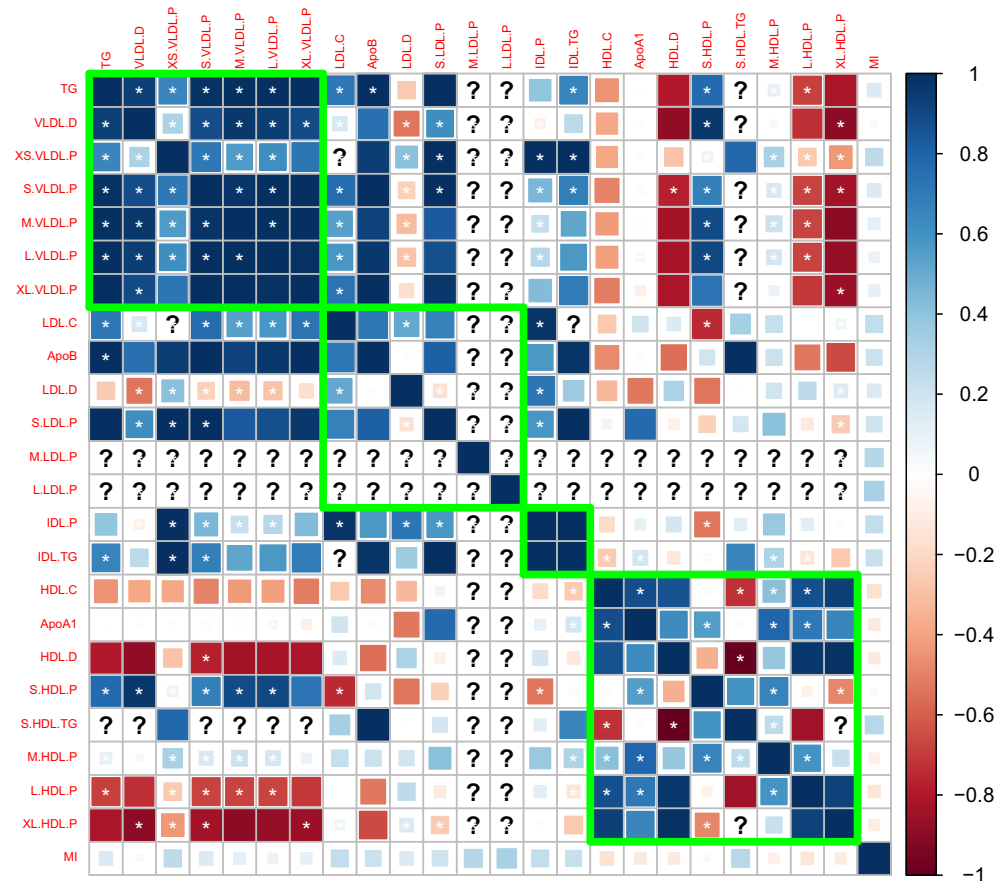 TG
VLDL.D
XS.VLDL.P
S.VLDL.P
M.VLDL.P
L.VLDL.P
XL.VLDL.P
LDL.C
ApoB
LDL.D
S.LDL.P
M.LDL.P
L.LDL.P
IDL.P
IDL.TG
HDL.C
ApoA1
HDL.D
S.HDL.P
S.HDL.TG
M.HDL.P
L.HDL.P
XL.HDL.P
MI
TG
VLDL.D
XS.VLDL.P
S.VLDL.P
M.VLDL.P
L.VLDL.P
XL.VLDL.P
LDL.C
ApoB
LDL.D
S.LDL.P
M.LDL.P
L.LDL.P
IDL.P
IDL.TG
HDL.C
ApoA1
HDL.D
S.HDL.P
S.HDL.TG
M.HDL.P
L.HDL.P
XL.HDL.P
MI
1
0.8
0.6
0.4
0.2
0
−0.2
−0.4
−0.6
−0.8
−1